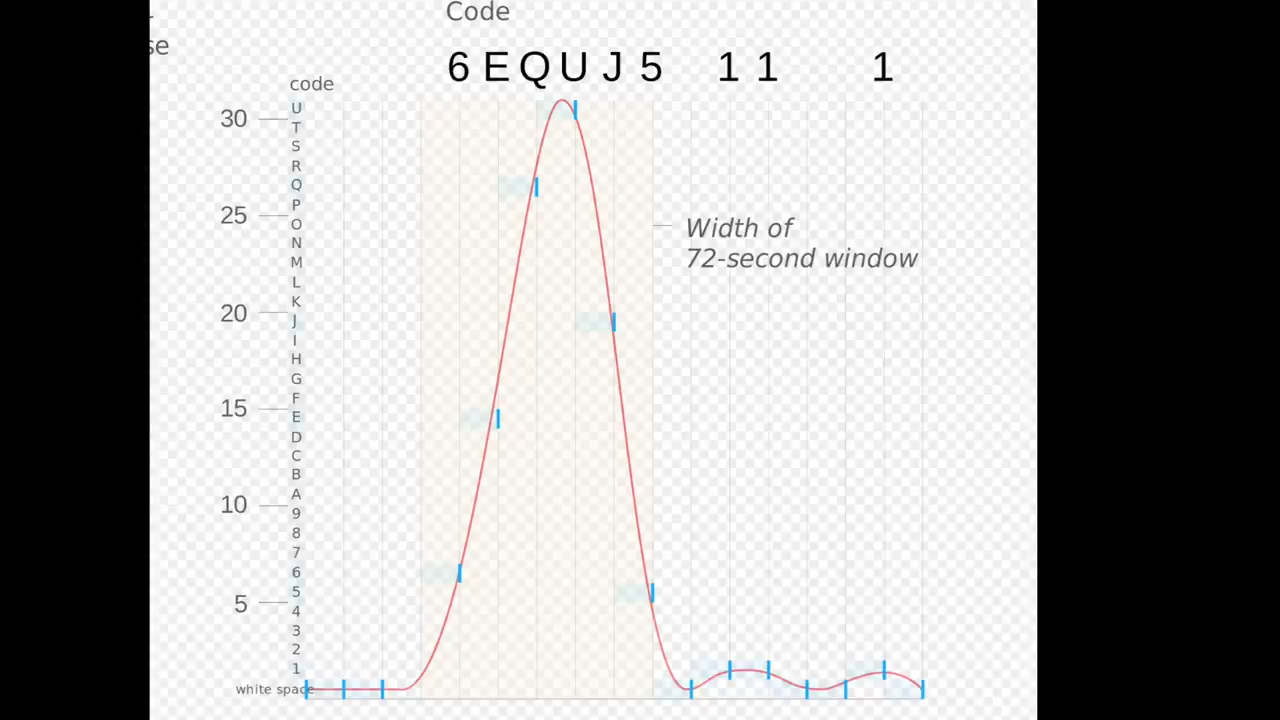 Code
se
6 E Q U J 5 1 1 1
code
U
30
T
S
R
Q
P
25
O
N
M
L
K
20
J
I
H
G
F
15
E
D
C
B
A
10
9
8
7
6
5
5
4
3
2
1
white space
Width of
72-second window